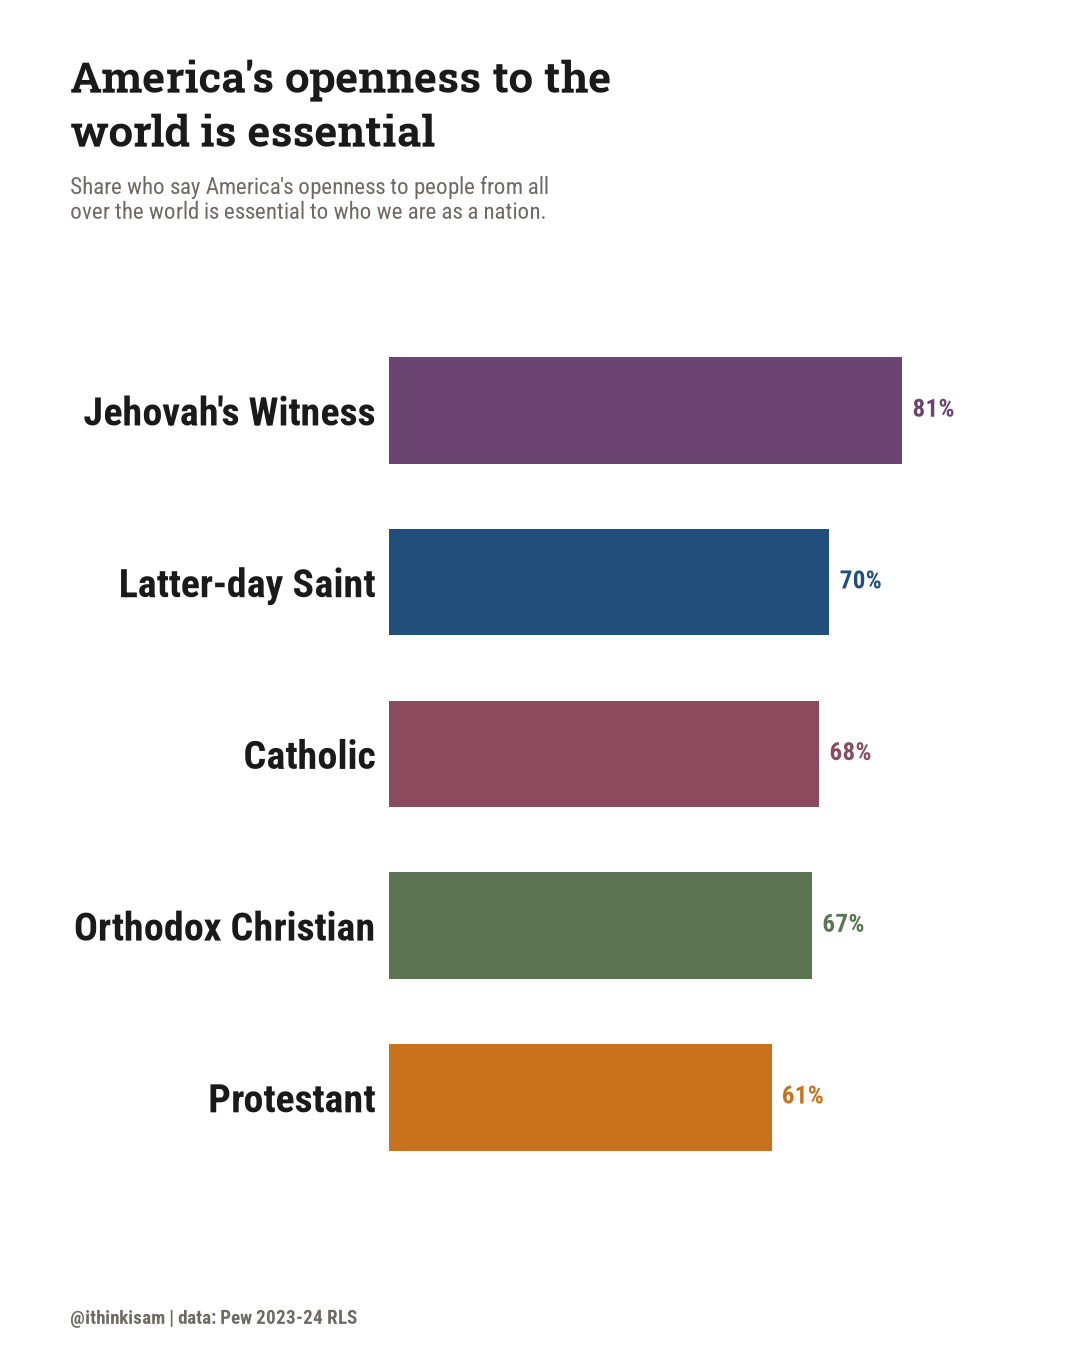 America's openness to the
world is essential
Share who say America's openness to people from all
over the world is essential to who we are as a nation.
Jehovah's Witness
81%
Latter-day Saint
70%
Catholic
68%
Orthodox Christian
67%
Protestant
61%
@ithinkisam | data: Pew 2023-24 RLS